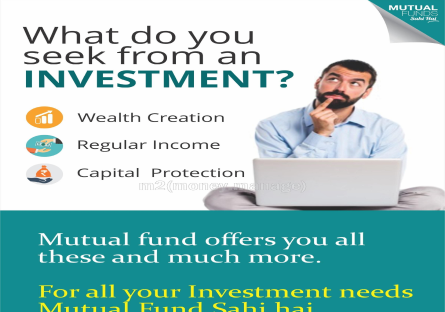 MUTUAL
FUNDS
Sahi Hai
What do you
seek from an
INVESTMENT?
Wealth Creation
Regular Income
Capital Protection
Mutual fund offers you all
these and much more.
For all your Investment needs
Mutual Fund Sahi hai